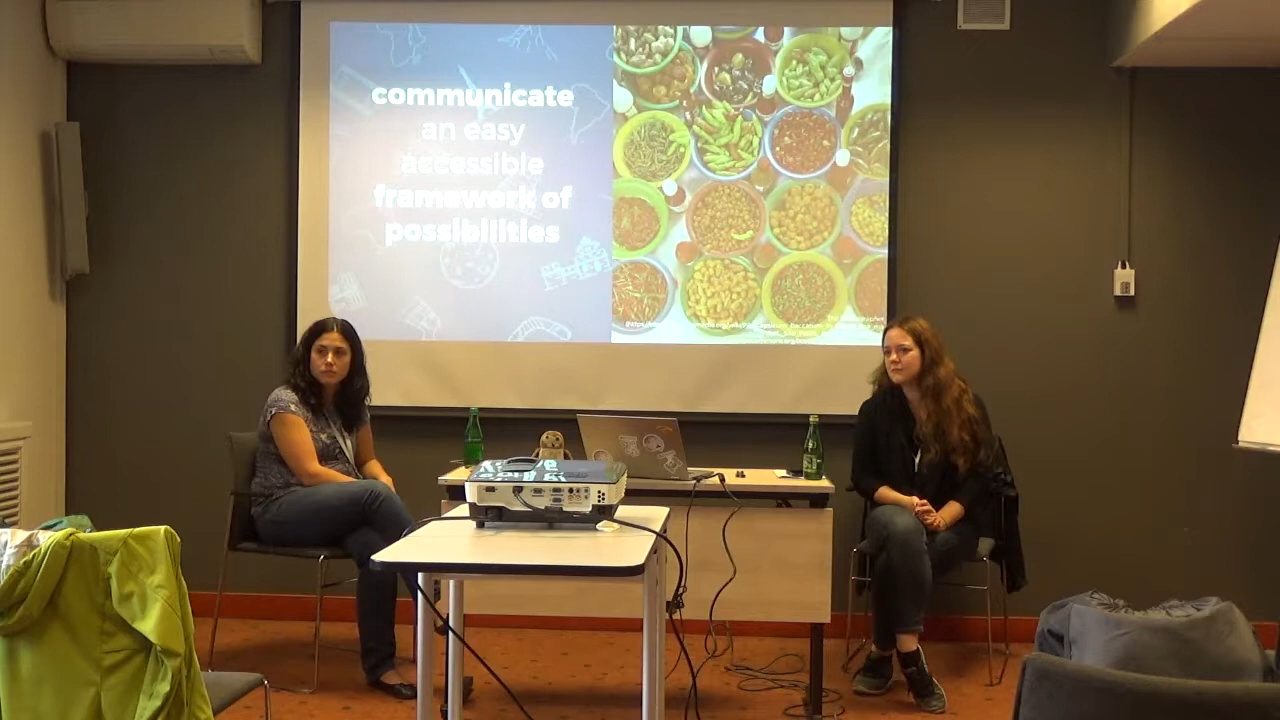 communicate
an easy
accessible
framework of
possibilities